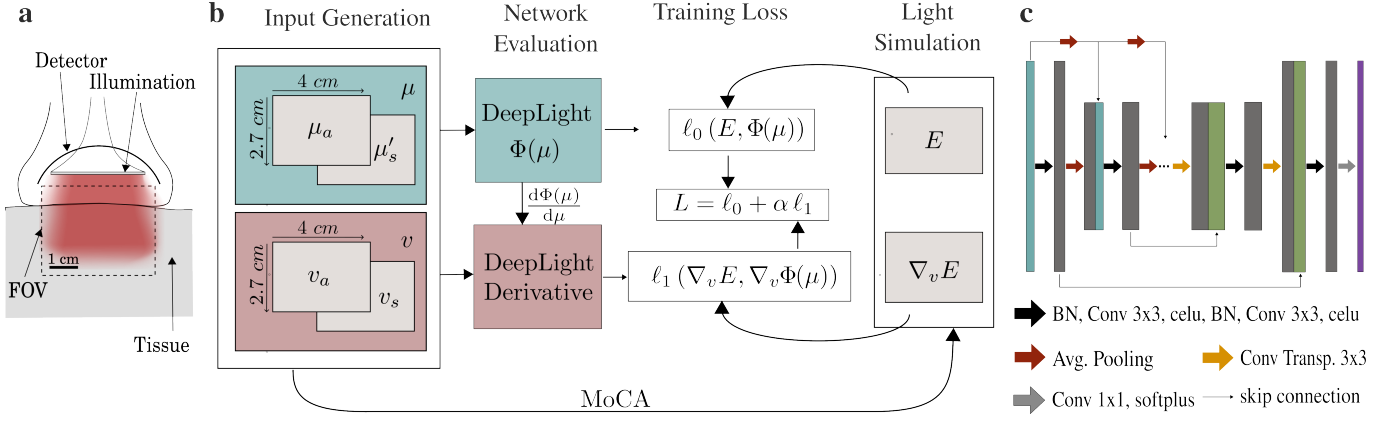 a
Detector
Illumination
1 cm
FOV
Tissue
b
Input Generation
Network
Evaluation
Training Loss
Light
Simulation
4 cm
2.7 cm
μ
μₐ
μ′ₛ
4 cm
2.7 cm
v
vₐ
vₛ
DeepLight
Φ(μ)
dΦ(μ)
dμ
DeepLight
Derivative
ℓ₀ (E, Φ(μ))
L = ℓ₀ + α ℓ₁
ℓ₁ (∇ᵥE, ∇ᵥΦ(μ))
E
∇ᵥE
MoCA
c
...
BN, Conv 3x3, celu, BN, Conv 3x3, celu
Avg. Pooling
Conv Transp. 3x3
Conv 1x1, softplus
skip connection